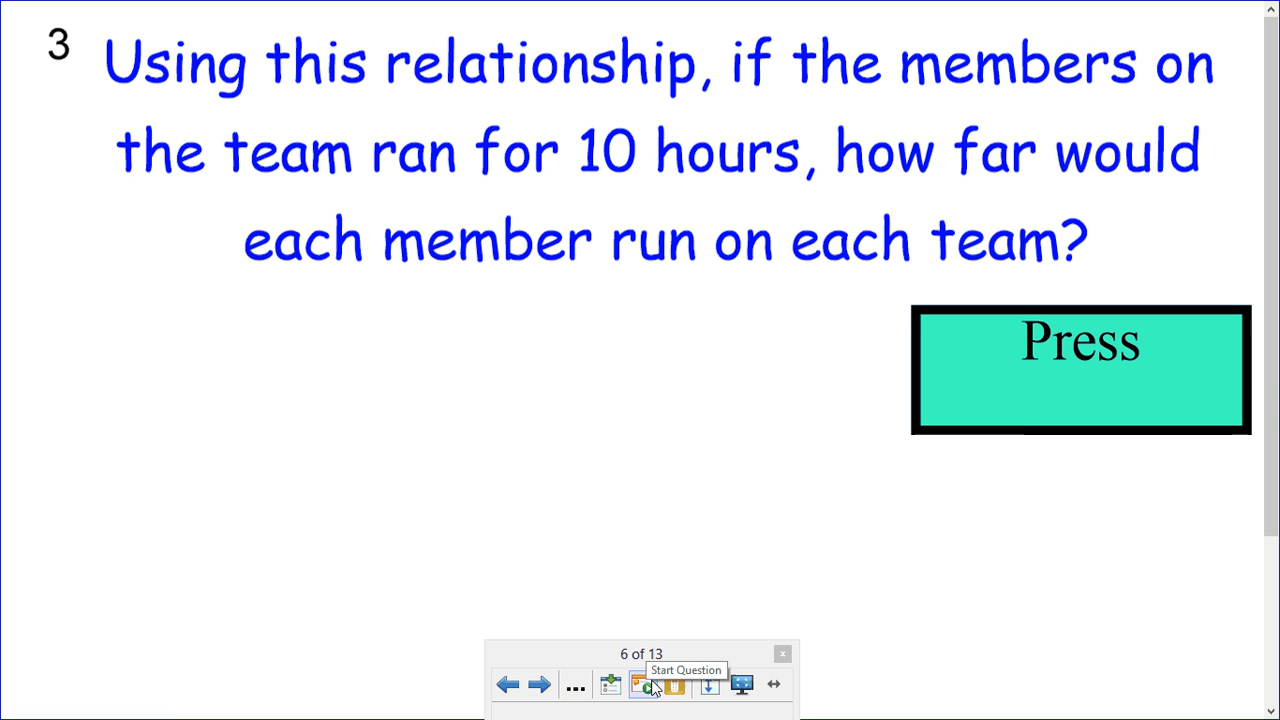 3 Using this relationship, if the members on
the team ran for 10 hours, how far would
each member run on each team?
Press
6 of 13
x
Start Question
...